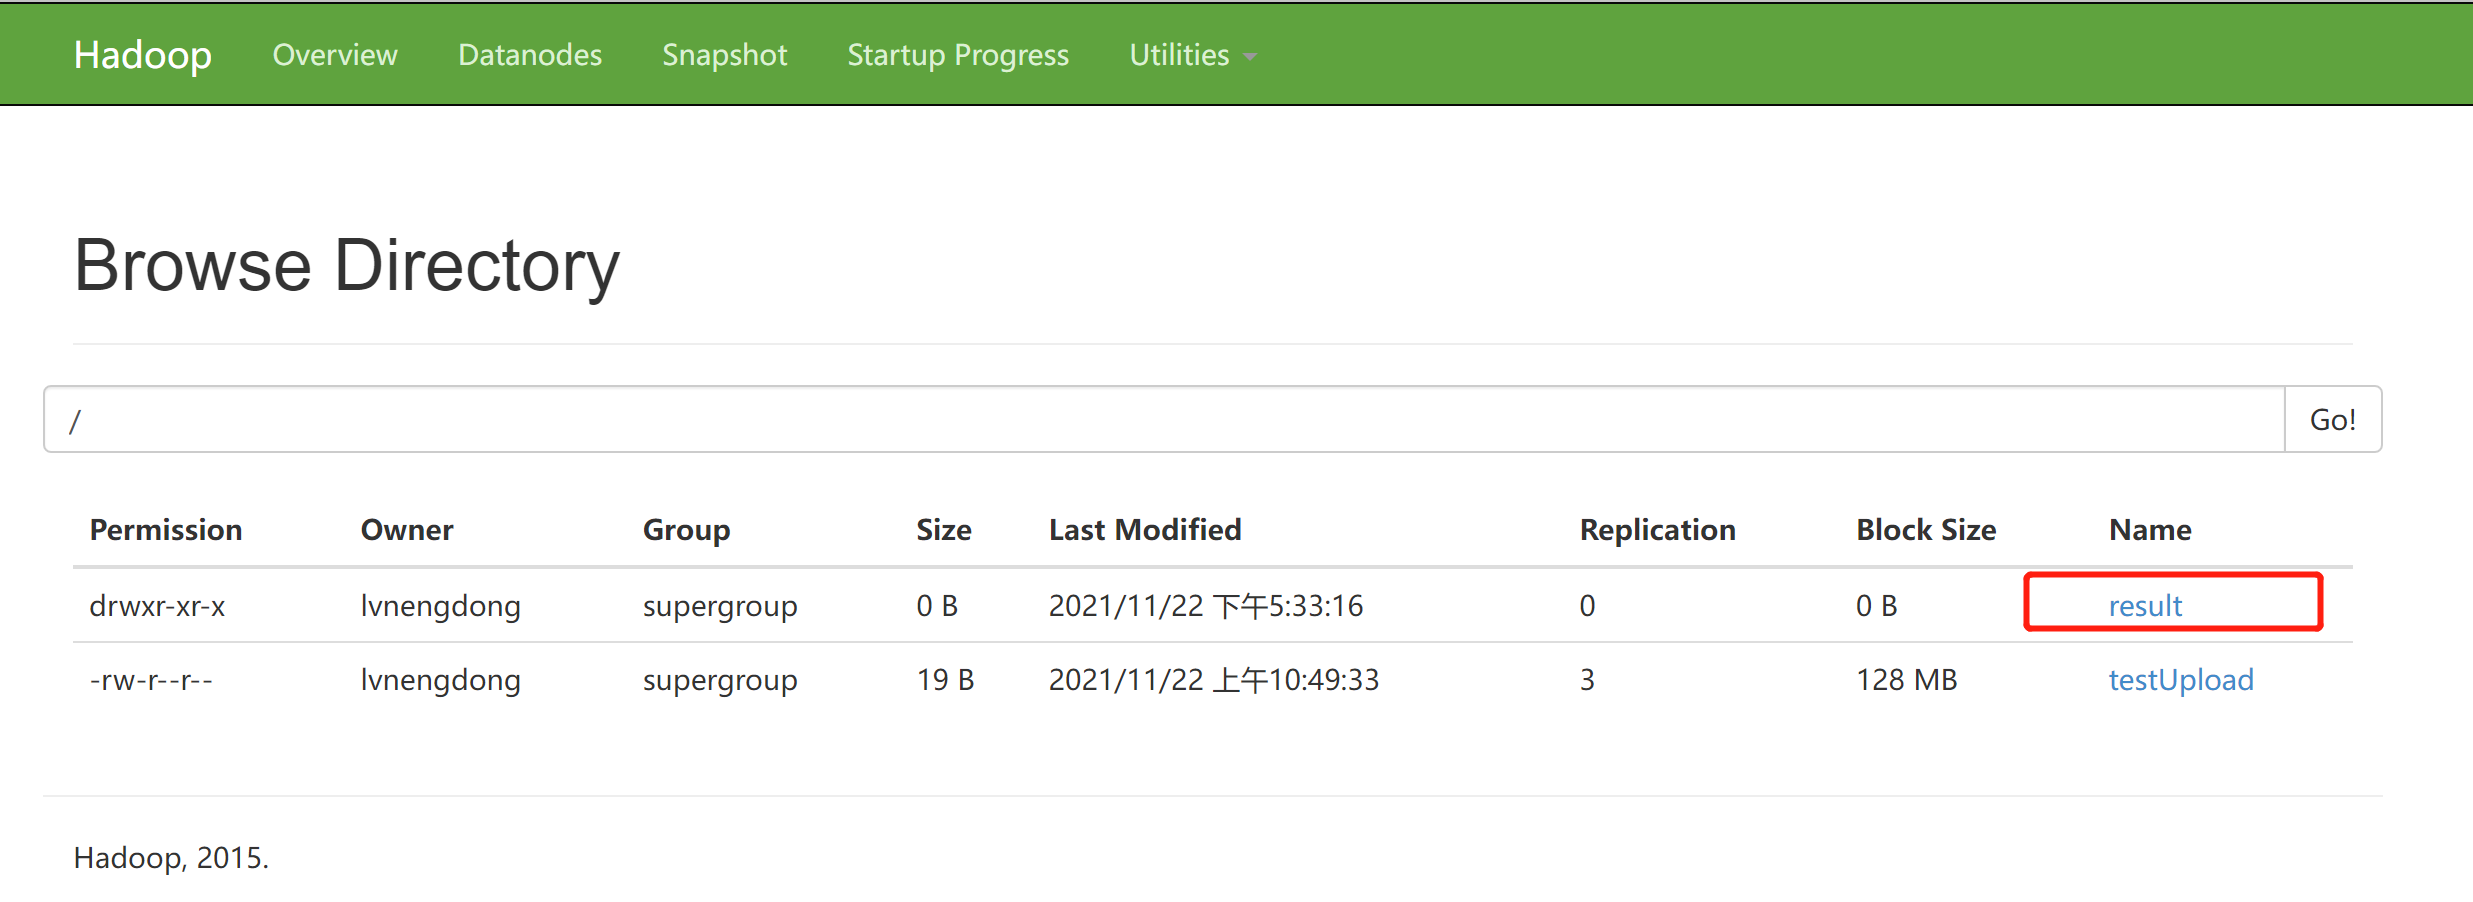 Hadoop Overview Datanodes Snapshot Startup Progress Utilities
Browse Directory
/ Go!
Permission Owner Group Size Last Modified Replication Block Size Name
drwxr-xr-x lvnengdong supergroup 0 B 2021/11/22 下午5:33:16 0 0 B result
-rw-r--r-- lvnengdong supergroup 19 B 2021/11/22 上午10:49:33 3 128 MB testUpload
Hadoop, 2015.